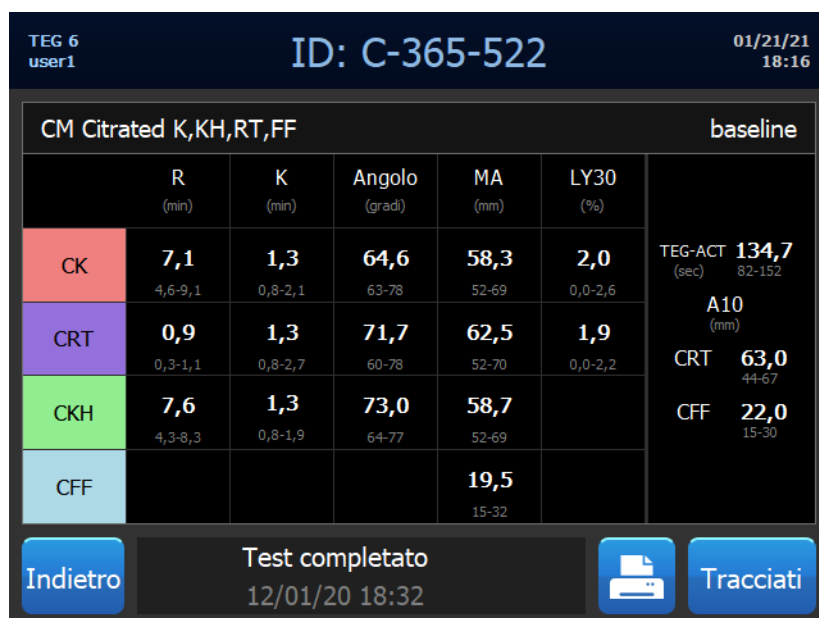 TEG 6
user1
ID: C-365-522
01/21/21
18:16
CM Citrated K,KH,RT,FF
baseline
R K Angolo MA LY30
(min) (min) (gradi) (mm) (%)
CK 7,1 1,3 64,6 58,3 2,0
4,6-9,1 0,8-2,1 63-78 52-69 0,0-2,6
CRT 0,9 1,3 71,7 62,5 1,9
0,3-1,1 0,8-2,7 60-78 52-70 0,0-2,2
CKH 7,6 1,3 73,0 58,7
4,3-8,3 0,8-1,9 64-77 52-69
CFF 19,5
15-32
TEG-ACT 134,7
(sec) 82-152
A10
(mm)
CRT 63,0
44-67
CFF 22,0
15-30
Indietro
Test completato
12/01/20 18:32
Tracciati